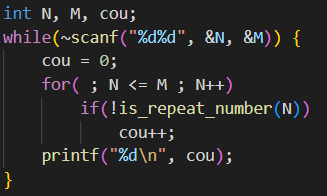 int N, M, cou;
while(~scanf("%d%d", &N, &M)) {
    cou = 0;
    for( ; N <= M ; N++)
        if(!is_repeat_number(N))
            cou++;
    printf("%d\n", cou);
}